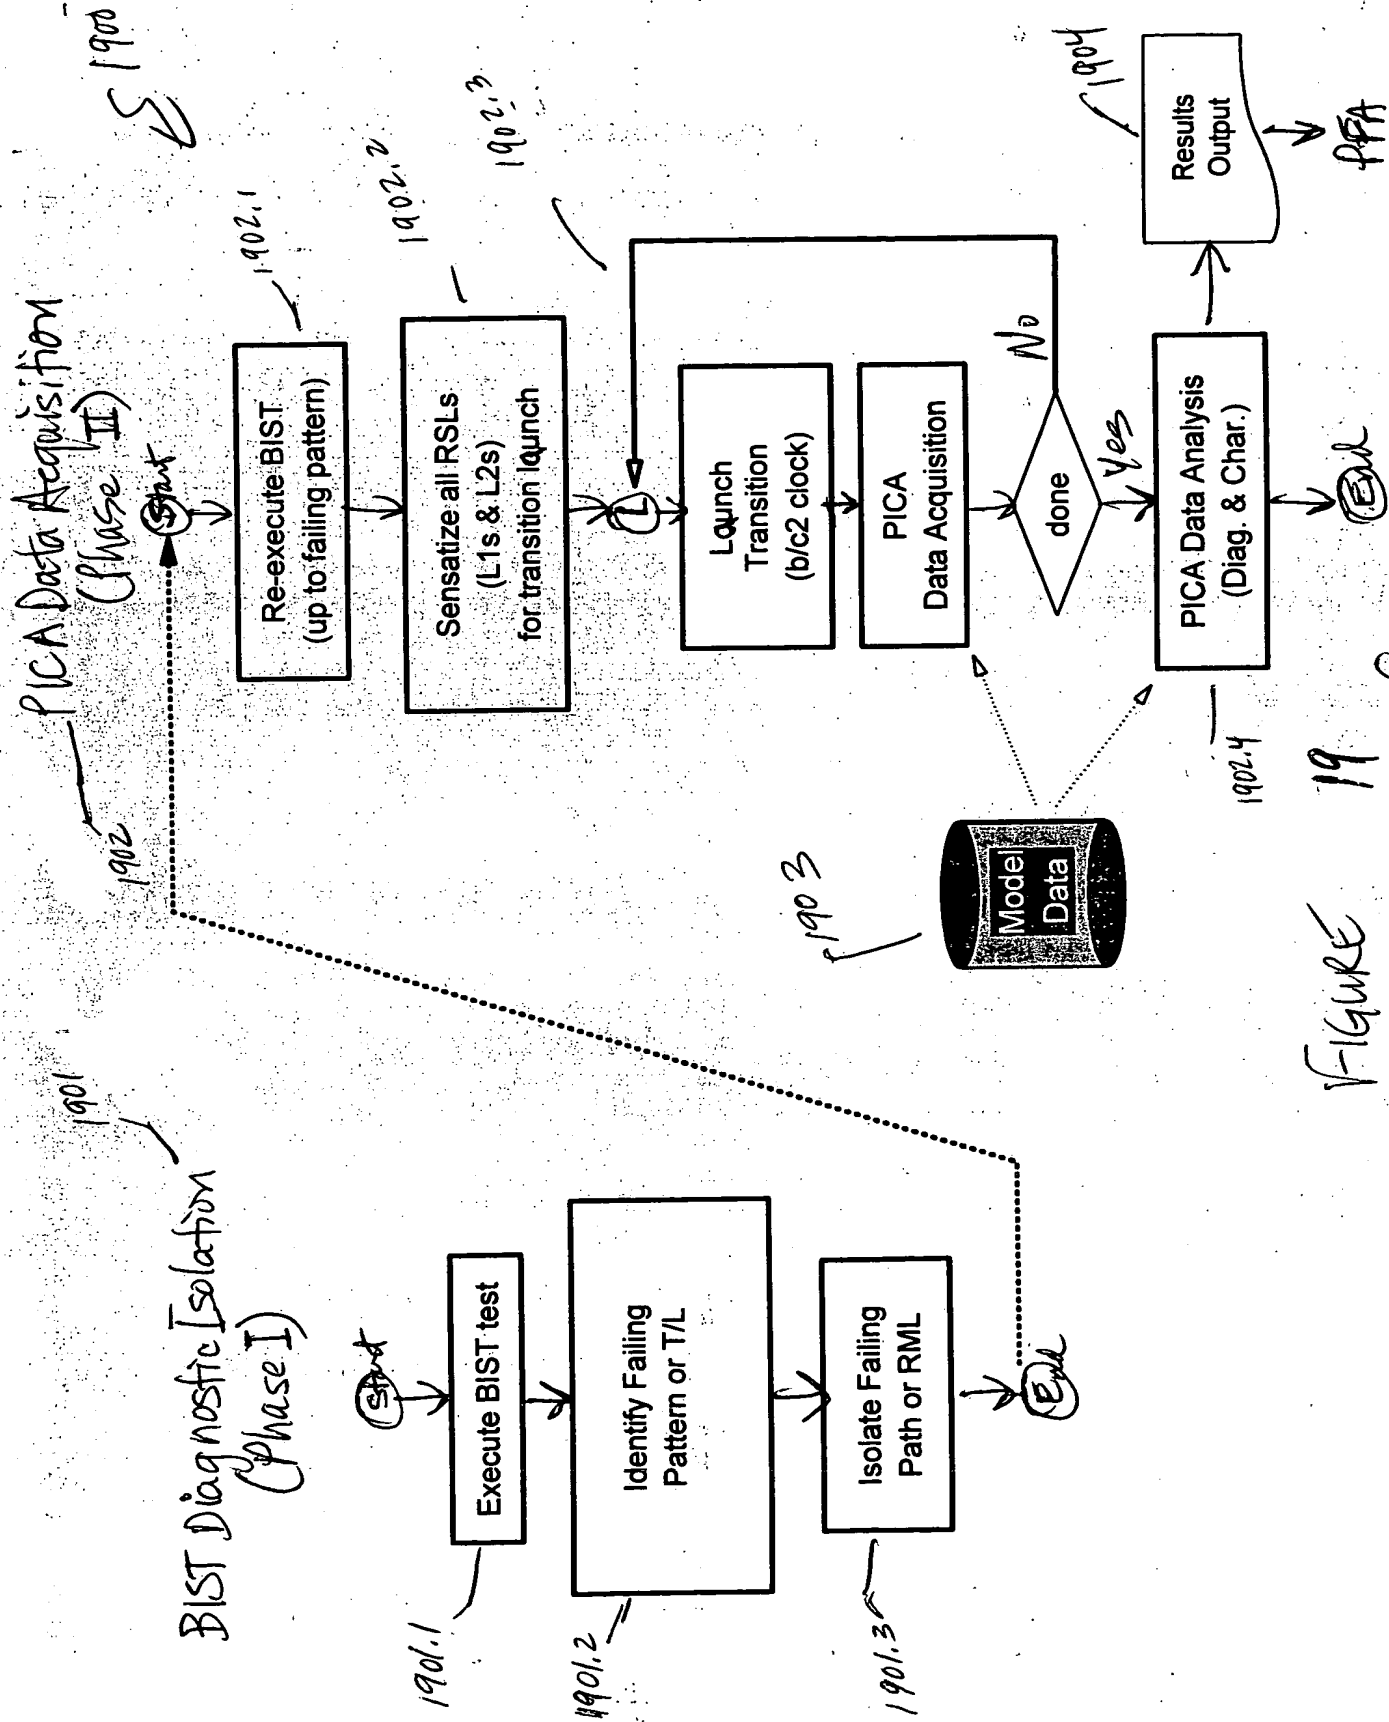 1900
BIST Diagnostic Isolation
(Phase I)
1901
Start
Execute BIST test
1901.1
Identify Failing
Pattern or T/L
1901.2
Isolate Failing
Path or RML
1901.3
End
PICA Data Acquisition
(Phase II)
1902
Start
Re-execute BIST
(up to failing pattern)
1902.1
Sensatize all RSLs
(L1s & L2s)
for transition launch
1902.2
L
1902.3
Launch
Transition
(b/c2 clock)
PICA
Data Acquisition
done
No
Yes
Model
Data
1903
PICA Data Analysis
(Diag. & Char.)
1902.4
End
Results
Output
1904
PFA
FIGURE 19